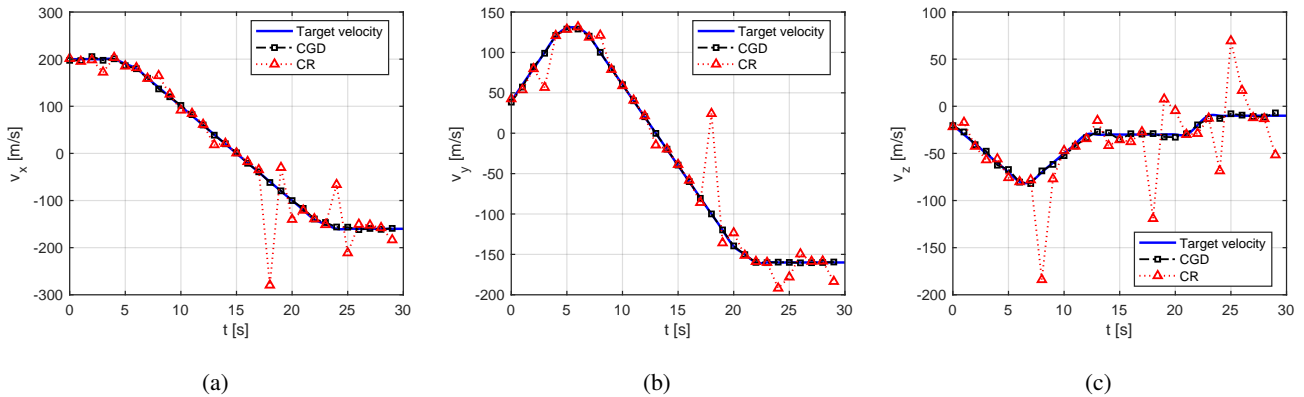 300
200
100
0
-100
-200
-300
v_x [m/s]
0 5 10 15 20 25 30
t [s]
Target velocity
CGD
CR
(a)
150
100
50
0
-50
-100
-150
-200
v_y [m/s]
0 5 10 15 20 25 30
t [s]
Target velocity
CGD
CR
(b)
100
50
0
-50
-100
-150
-200
v_z [m/s]
0 5 10 15 20 25 30
t [s]
Target velocity
CGD
CR
(c)